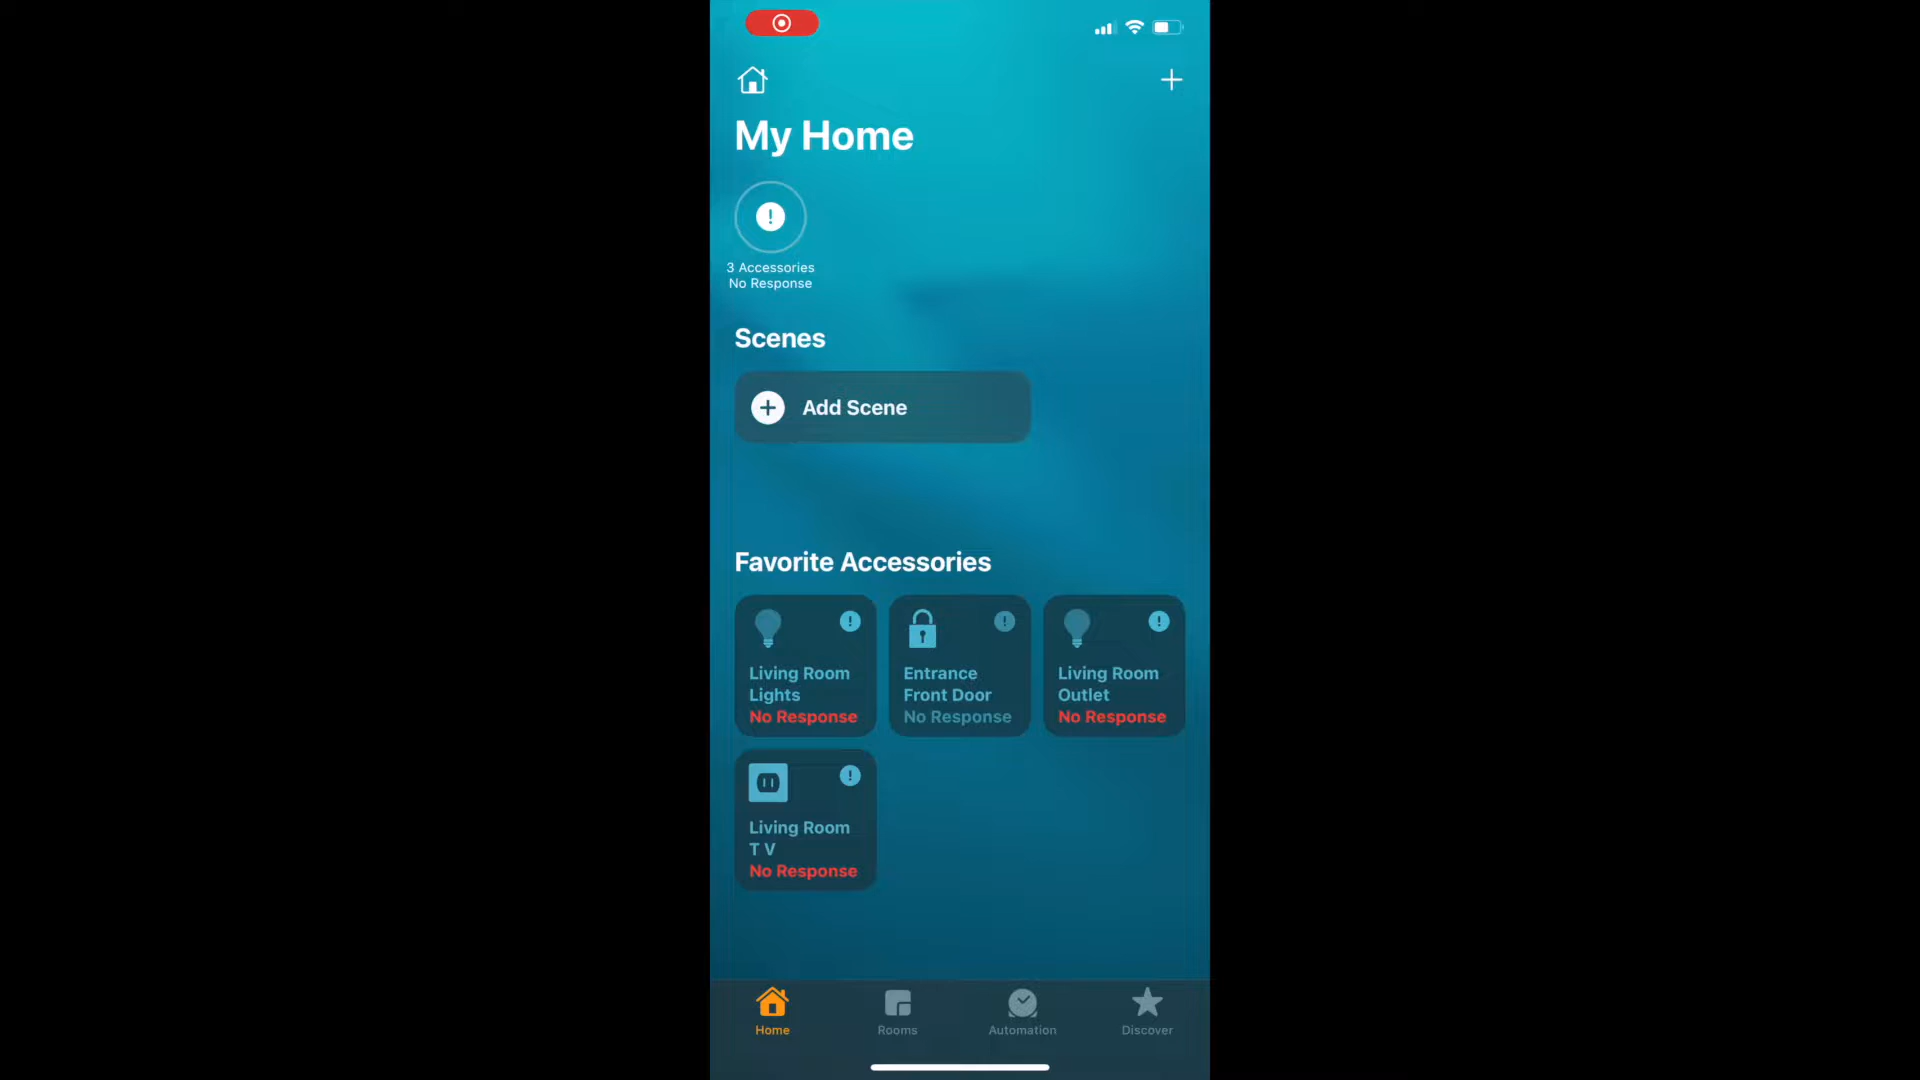 My Home
3 Accessories
No Response
Scenes
Add Scene
Favorite Accessories
Living Room
Lights
No Response
Entrance
Front Door
No Response
Living Room
Outlet
No Response
Living Room
T V
No Response
Home
Rooms
Automation
Discover